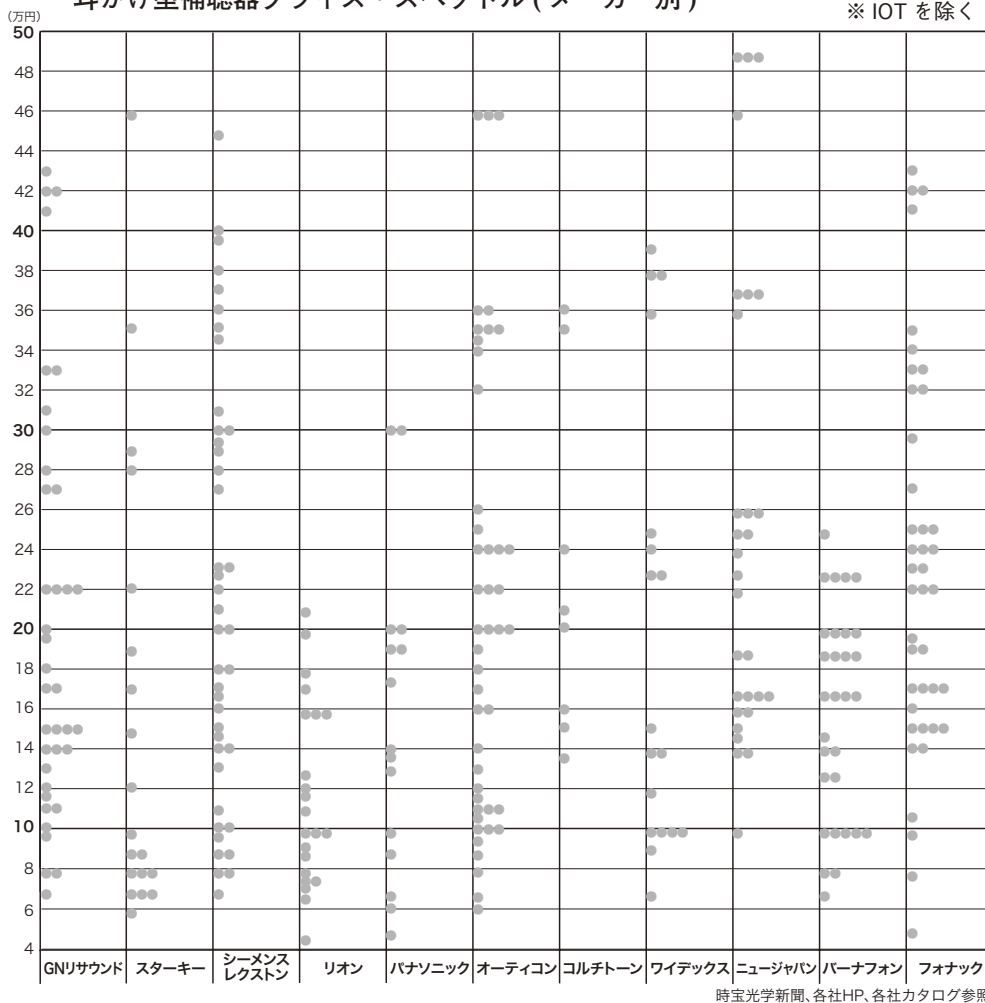 耳かけ型補聴器プライス・スペクトル(メーカー別)
※ IOT を除く
(万円)
50
48
46
44
42
40
38
36
34
32
30
28
26
24
22
20
18
16
14
12
10
8
6
4
GNリサウンド
スターキー
シーメンス
レクストン
リオン
パナソニック
オーティコン
コルチトーン
ワイデックス
ニュージャパン
バーナフォン
フォナック
時宝光学新聞、各社HP、各社カタログ参照